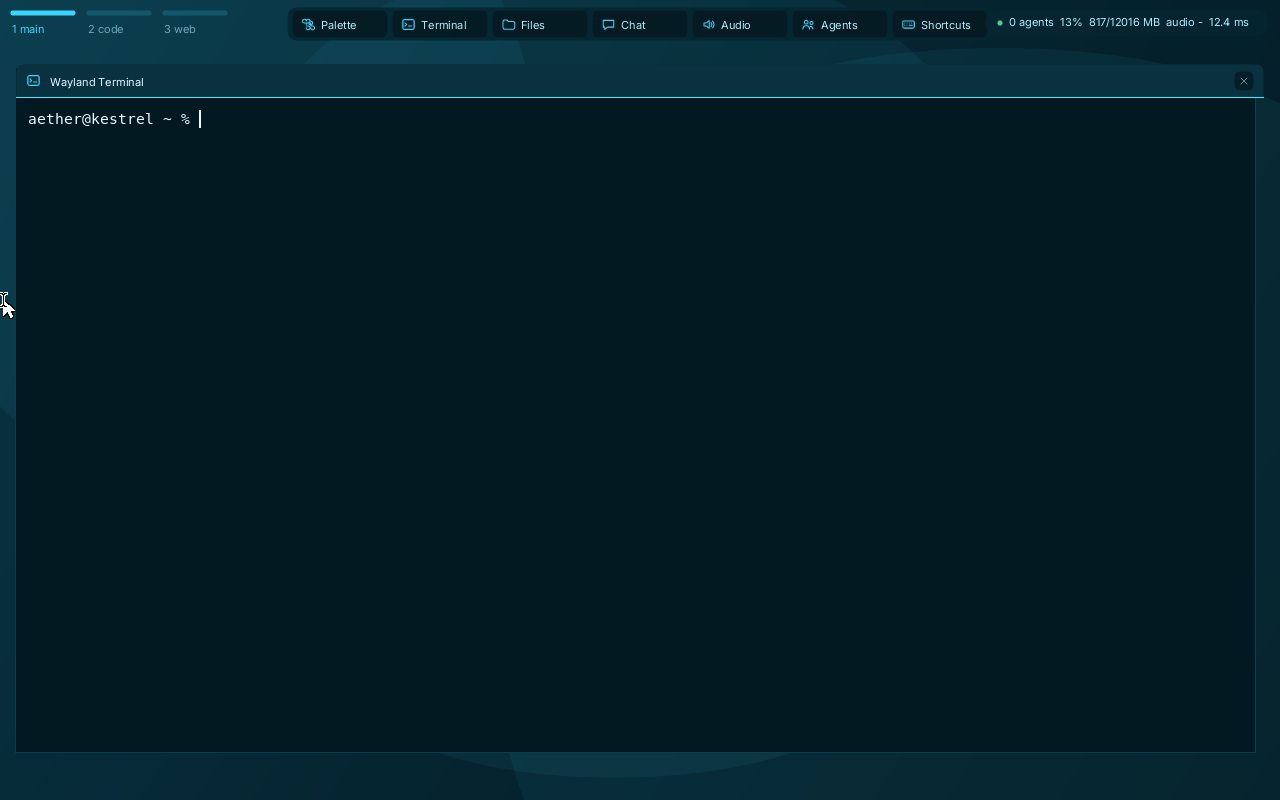 1 main 2 code 3 web Palette Terminal Files Chat Audio Agents Shortcuts 0 agents 13% 817/12016 MB audio - 12.4 ms
Wayland Terminal
aether@kestrel ~ %